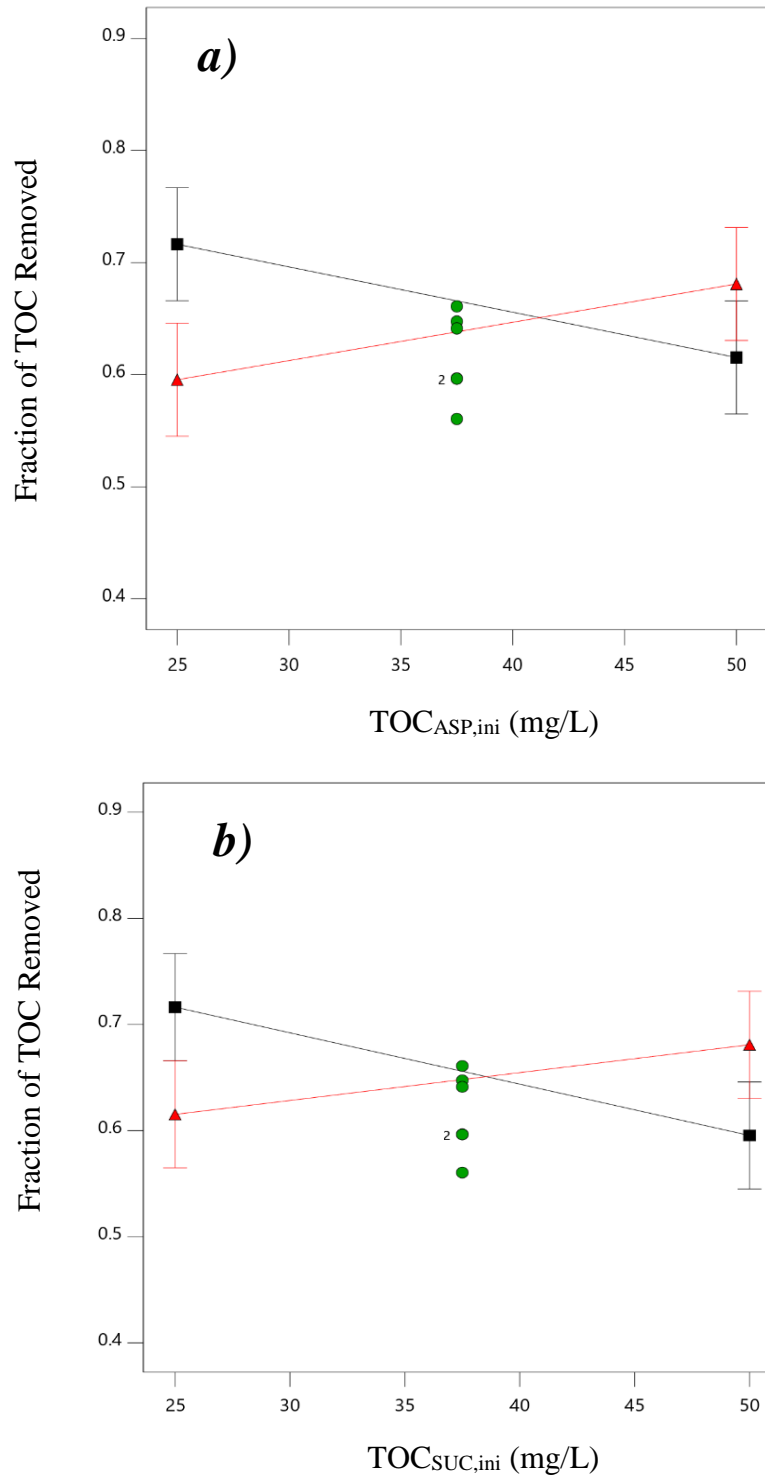 a)
Fraction of TOC Removed
0.9
0.8
0.7
0.6
0.5
0.4
2
25 30 35 40 45 50
TOCASP,ini (mg/L)
b)
Fraction of TOC Removed
0.9
0.8
0.7
0.6
0.5
0.4
2
25 30 35 40 45 50
TOCSUC,ini (mg/L)